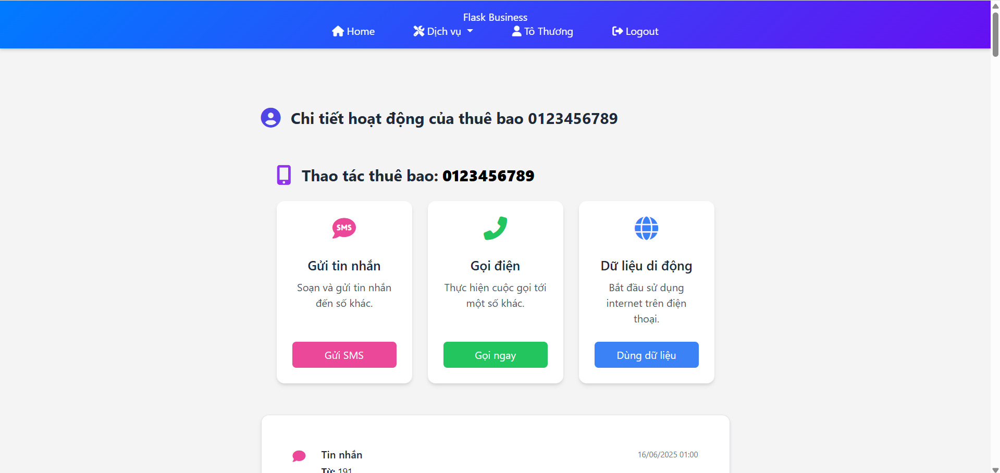 Flask Business
Home Dịch vụ Tô Thương Logout
Chi tiết hoạt động của thuê bao 0123456789
Thao tác thuê bao: 0123456789
SMS
Gửi tin nhắn
Soạn và gửi tin nhắn
đến số khác.
Gửi SMS
Gọi điện
Thực hiện cuộc gọi tới
một số khác.
Gọi ngay
Dữ liệu di động
Bắt đầu sử dụng
internet trên điện
thoại.
Dùng dữ liệu
Tin nhắn 16/06/2025 01:00
Từ: 191